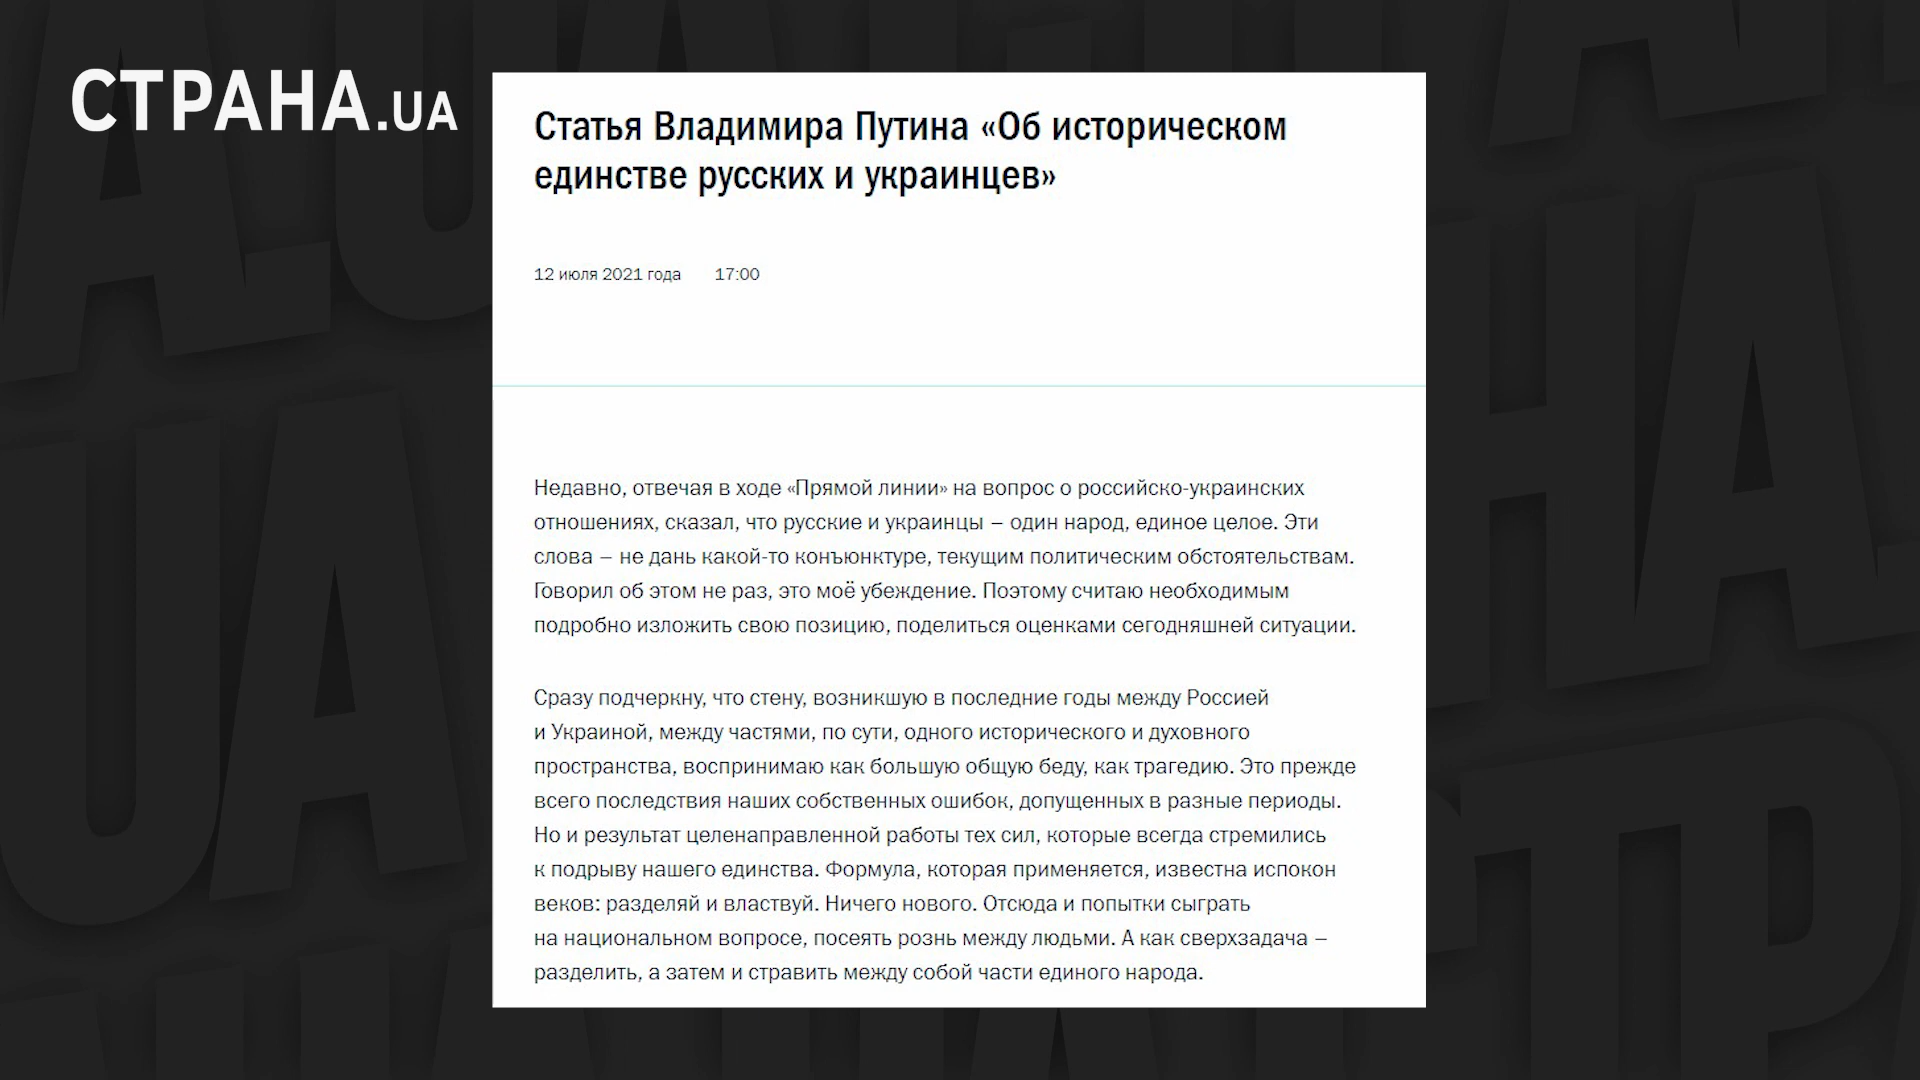 СТРАНА.UA
Статья Владимира Путина «Об историческом
единстве русских и украинцев»
12 июля 2021 года 17:00
Недавно, отвечая в ходе «Прямой линии» на вопрос о российско-украинских
отношениях, сказал, что русские и украинцы – один народ, единое целое. Эти
слова – не дань какой-то конъюнктуре, текущим политическим обстоятельствам.
Говорил об этом не раз, это моё убеждение. Поэтому считаю необходимым
подробно изложить свою позицию, поделиться оценками сегодняшней ситуации.
Сразу подчеркну, что стену, возникшую в последние годы между Россией
и Украиной, между частями, по сути, одного исторического и духовного
пространства, воспринимаю как большую общую беду, как трагедию. Это прежде
всего последствия наших собственных ошибок, допущенных в разные периоды.
Но и результат целенаправленной работы тех сил, которые всегда стремились
к подрыву нашего единства. Формула, которая применяется, известна испокон
веков: разделяй и властвуй. Ничего нового. Отсюда и попытки сыграть
на национальном вопросе, посеять рознь между людьми. А как сверхзадача –
разделить, а затем и стравить между собой части единого народа.